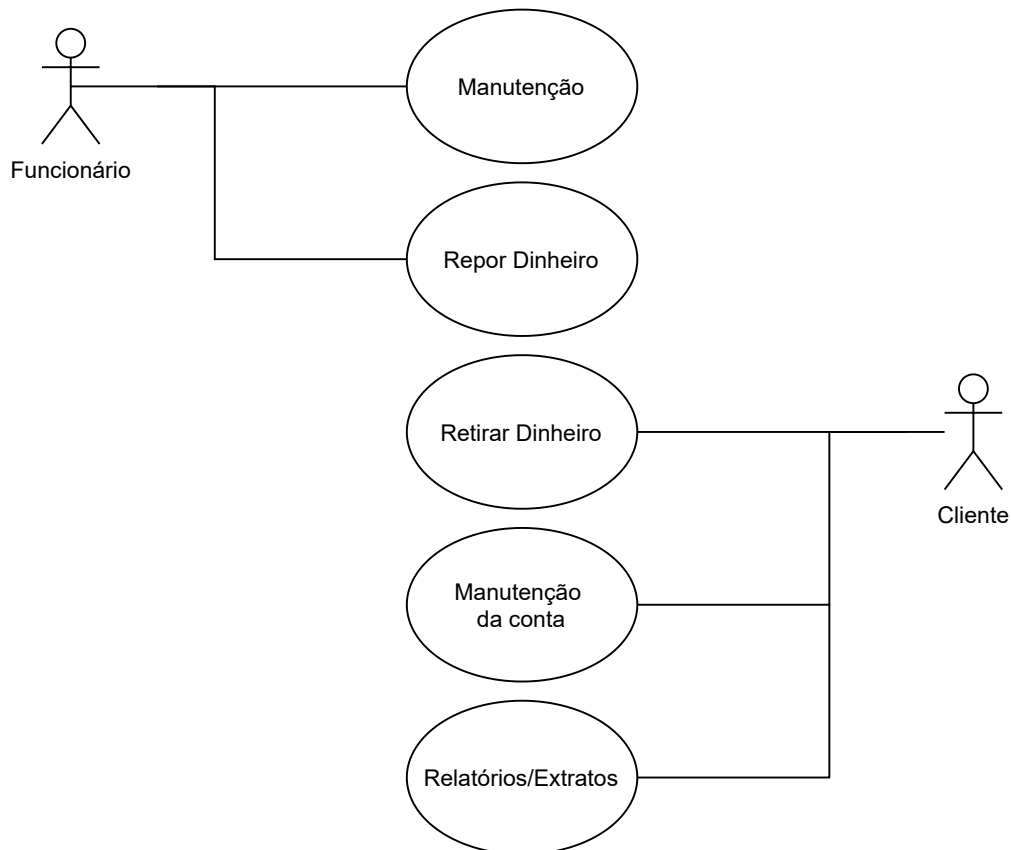 Manutenção
Funcionário
Repor Dinheiro
Retirar Dinheiro
Cliente
Manutenção
da conta
Relatórios/Extratos